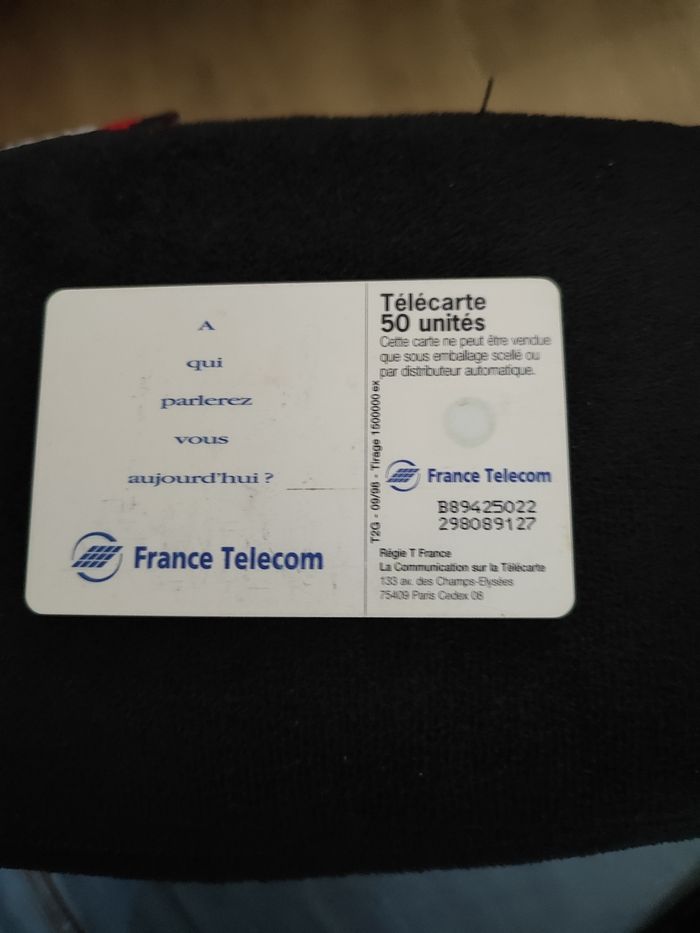 A
qui
parlerez
vous
aujourd'hui ?
France Telecom
Télécarte
50 unités
Cette carte ne peut être vendue
que sous emballage scellé ou
par distributeur automatique.
T2G - 09/98 - Tirage 1500000 ex
France Telecom
B89425022
298089127
Régie T France
La Communication sur la Télécarte
133 av. des Champs-Elysées
75409 Paris Cedex 08